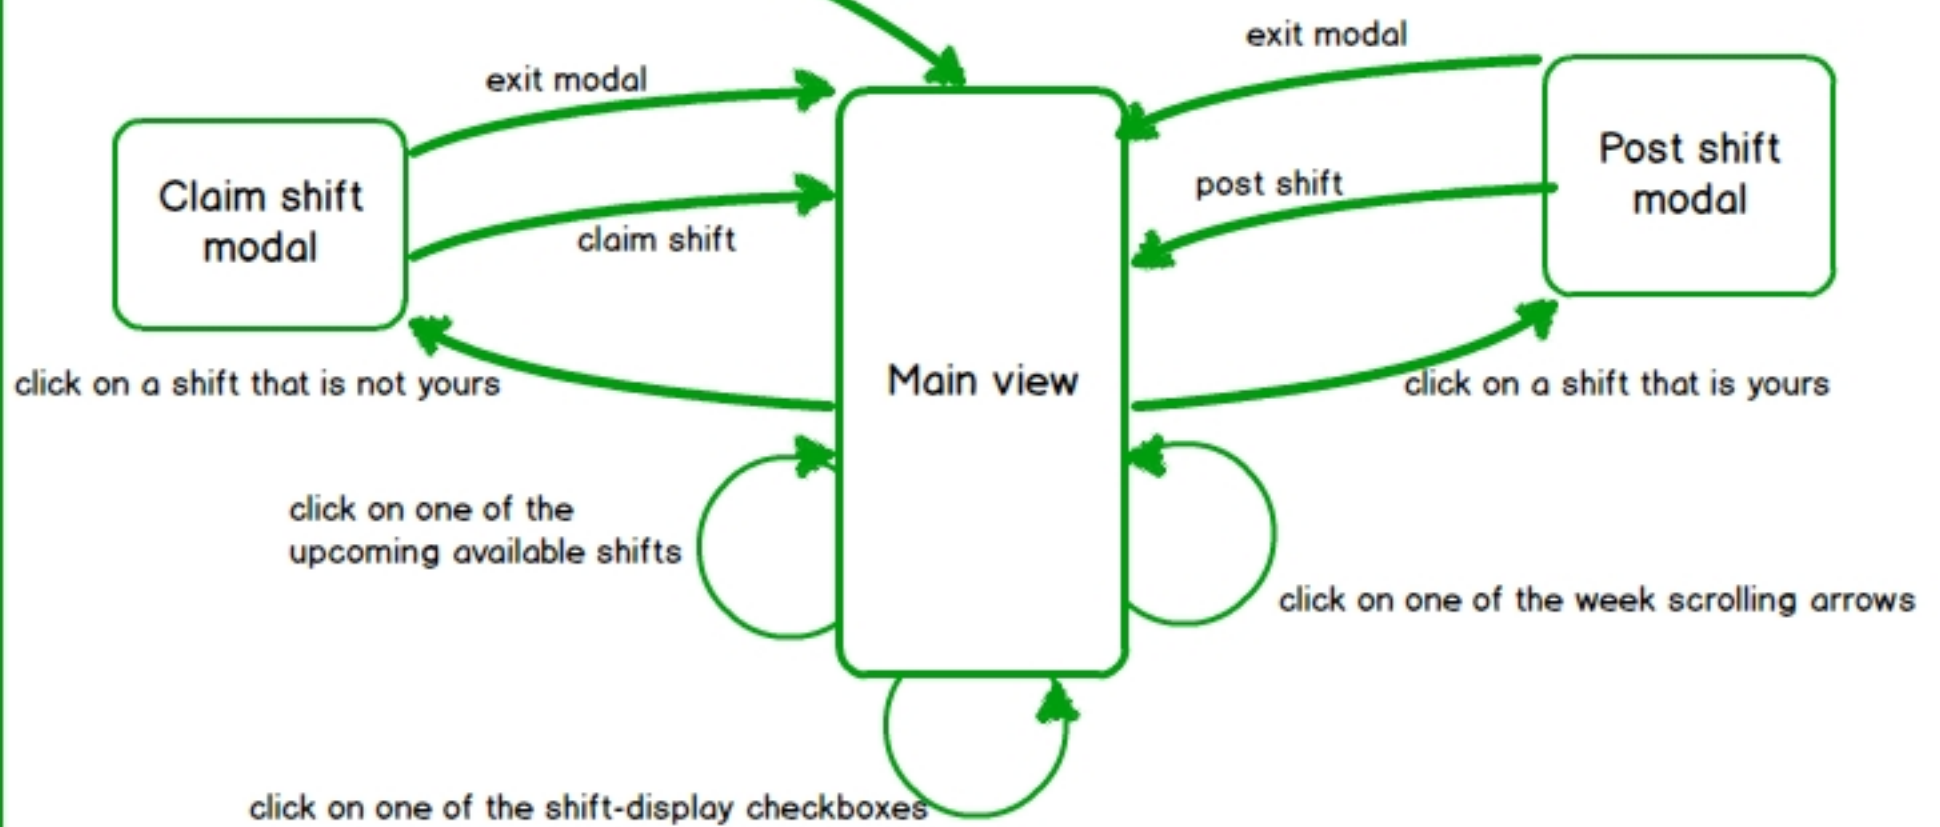 exit modal
exit modal
Claim shift
modal
claim shift
Post shift
modal
post shift
click on a shift that is not yours
Main view
click on a shift that is yours
click on one of the
upcoming available shifts
click on one of the week scrolling arrows
click on one of the shift-display checkboxes